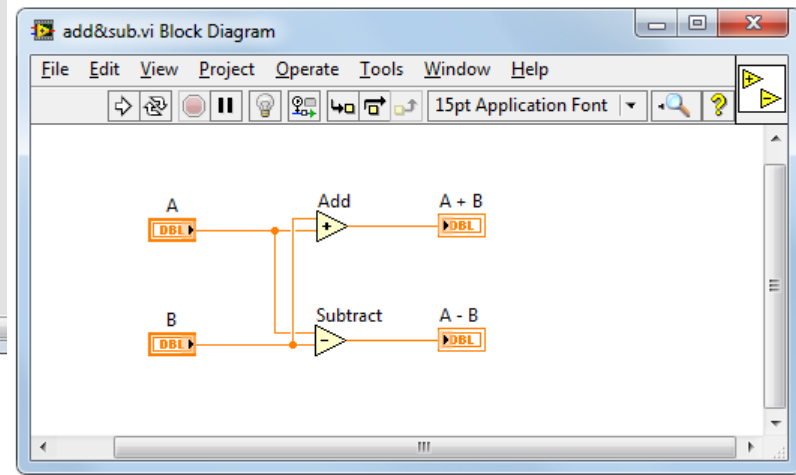 add&sub.vi Block Diagram
File Edit View Project Operate Tools Window Help
15pt Application Font
A Add A + B
DBL DBL
B Subtract A - B
DBL DBL